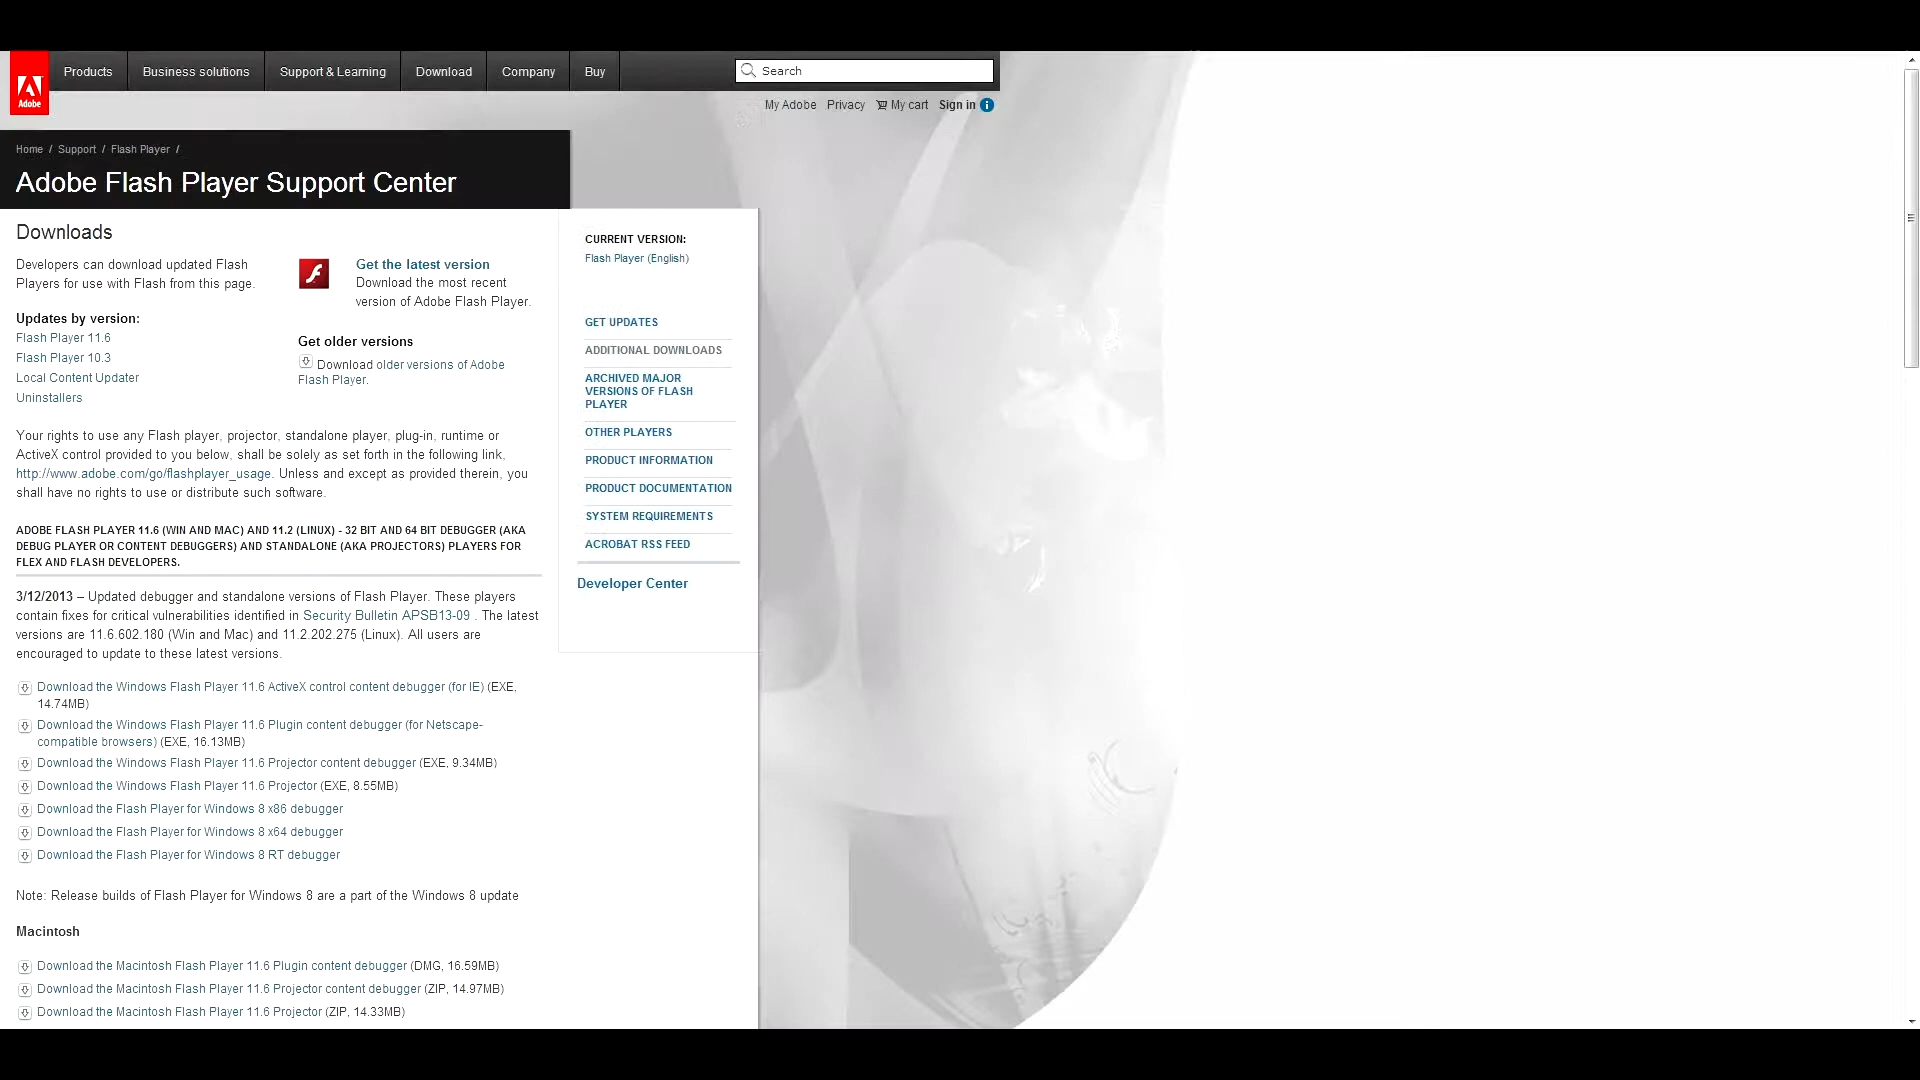 Products Business solutions Support & Learning Download Company Buy Search
Adobe
My Adobe Privacy My cart Sign in
Home / Support / Flash Player /
Adobe Flash Player Support Center
Downloads
Developers can download updated Flash
Players for use with Flash from this page.
Updates by version:
Flash Player 11.6
Flash Player 10.3
Local Content Updater
Uninstallers
Get the latest version
Download the most recent
version of Adobe Flash Player.
Get older versions
Download older versions of Adobe
Flash Player.
Your rights to use any Flash player, projector, standalone player, plug-in, runtime or
ActiveX control provided to you below, shall be solely as set forth in the following link,
http://www.adobe.com/go/flashplayer_usage. Unless and except as provided therein, you
shall have no rights to use or distribute such software.
ADOBE FLASH PLAYER 11.6 (WIN AND MAC) AND 11.2 (LINUX) - 32 BIT AND 64 BIT DEBUGGER (AKA
DEBUG PLAYER OR CONTENT DEBUGGERS) AND STANDALONE (AKA PROJECTORS) PLAYERS FOR
FLEX AND FLASH DEVELOPERS.
3/12/2013 – Updated debugger and standalone versions of Flash Player. These players
contain fixes for critical vulnerabilities identified in Security Bulletin APSB13-09 . The latest
versions are 11.6.602.180 (Win and Mac) and 11.2.202.275 (Linux). All users are
encouraged to update to these latest versions.
Download the Windows Flash Player 11.6 ActiveX control content debugger (for IE) (EXE,
14.74MB)
Download the Windows Flash Player 11.6 Plugin content debugger (for Netscape-
compatible browsers) (EXE, 16.13MB)
Download the Windows Flash Player 11.6 Projector content debugger (EXE, 9.34MB)
Download the Windows Flash Player 11.6 Projector (EXE, 8.55MB)
Download the Flash Player for Windows 8 x86 debugger
Download the Flash Player for Windows 8 x64 debugger
Download the Flash Player for Windows 8 RT debugger
Note: Release builds of Flash Player for Windows 8 are a part of the Windows 8 update
Macintosh
Download the Macintosh Flash Player 11.6 Plugin content debugger (DMG, 16.59MB)
Download the Macintosh Flash Player 11.6 Projector content debugger (ZIP, 14.97MB)
Download the Macintosh Flash Player 11.6 Projector (ZIP, 14.33MB)
CURRENT VERSION:
Flash Player (English)
GET UPDATES
ADDITIONAL DOWNLOADS
ARCHIVED MAJOR
VERSIONS OF FLASH
PLAYER
OTHER PLAYERS
PRODUCT INFORMATION
PRODUCT DOCUMENTATION
SYSTEM REQUIREMENTS
ACROBAT RSS FEED
Developer Center